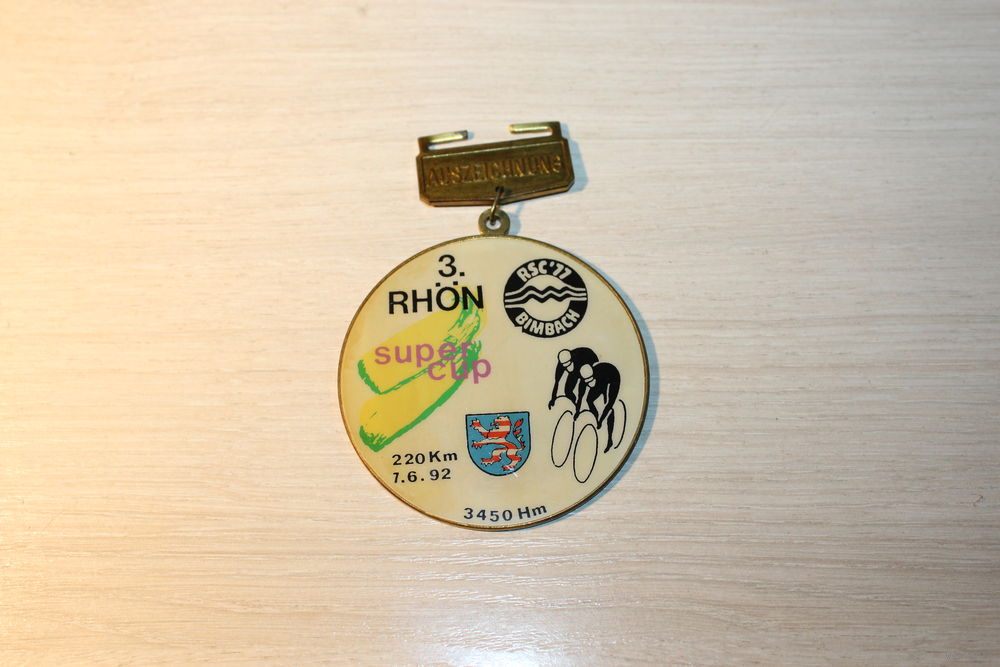 AUSZEICHNUNG
3.
RHÖN
super
cup
RSC'77
BIMBACH
220 Km
7.6.92
3450 Hm